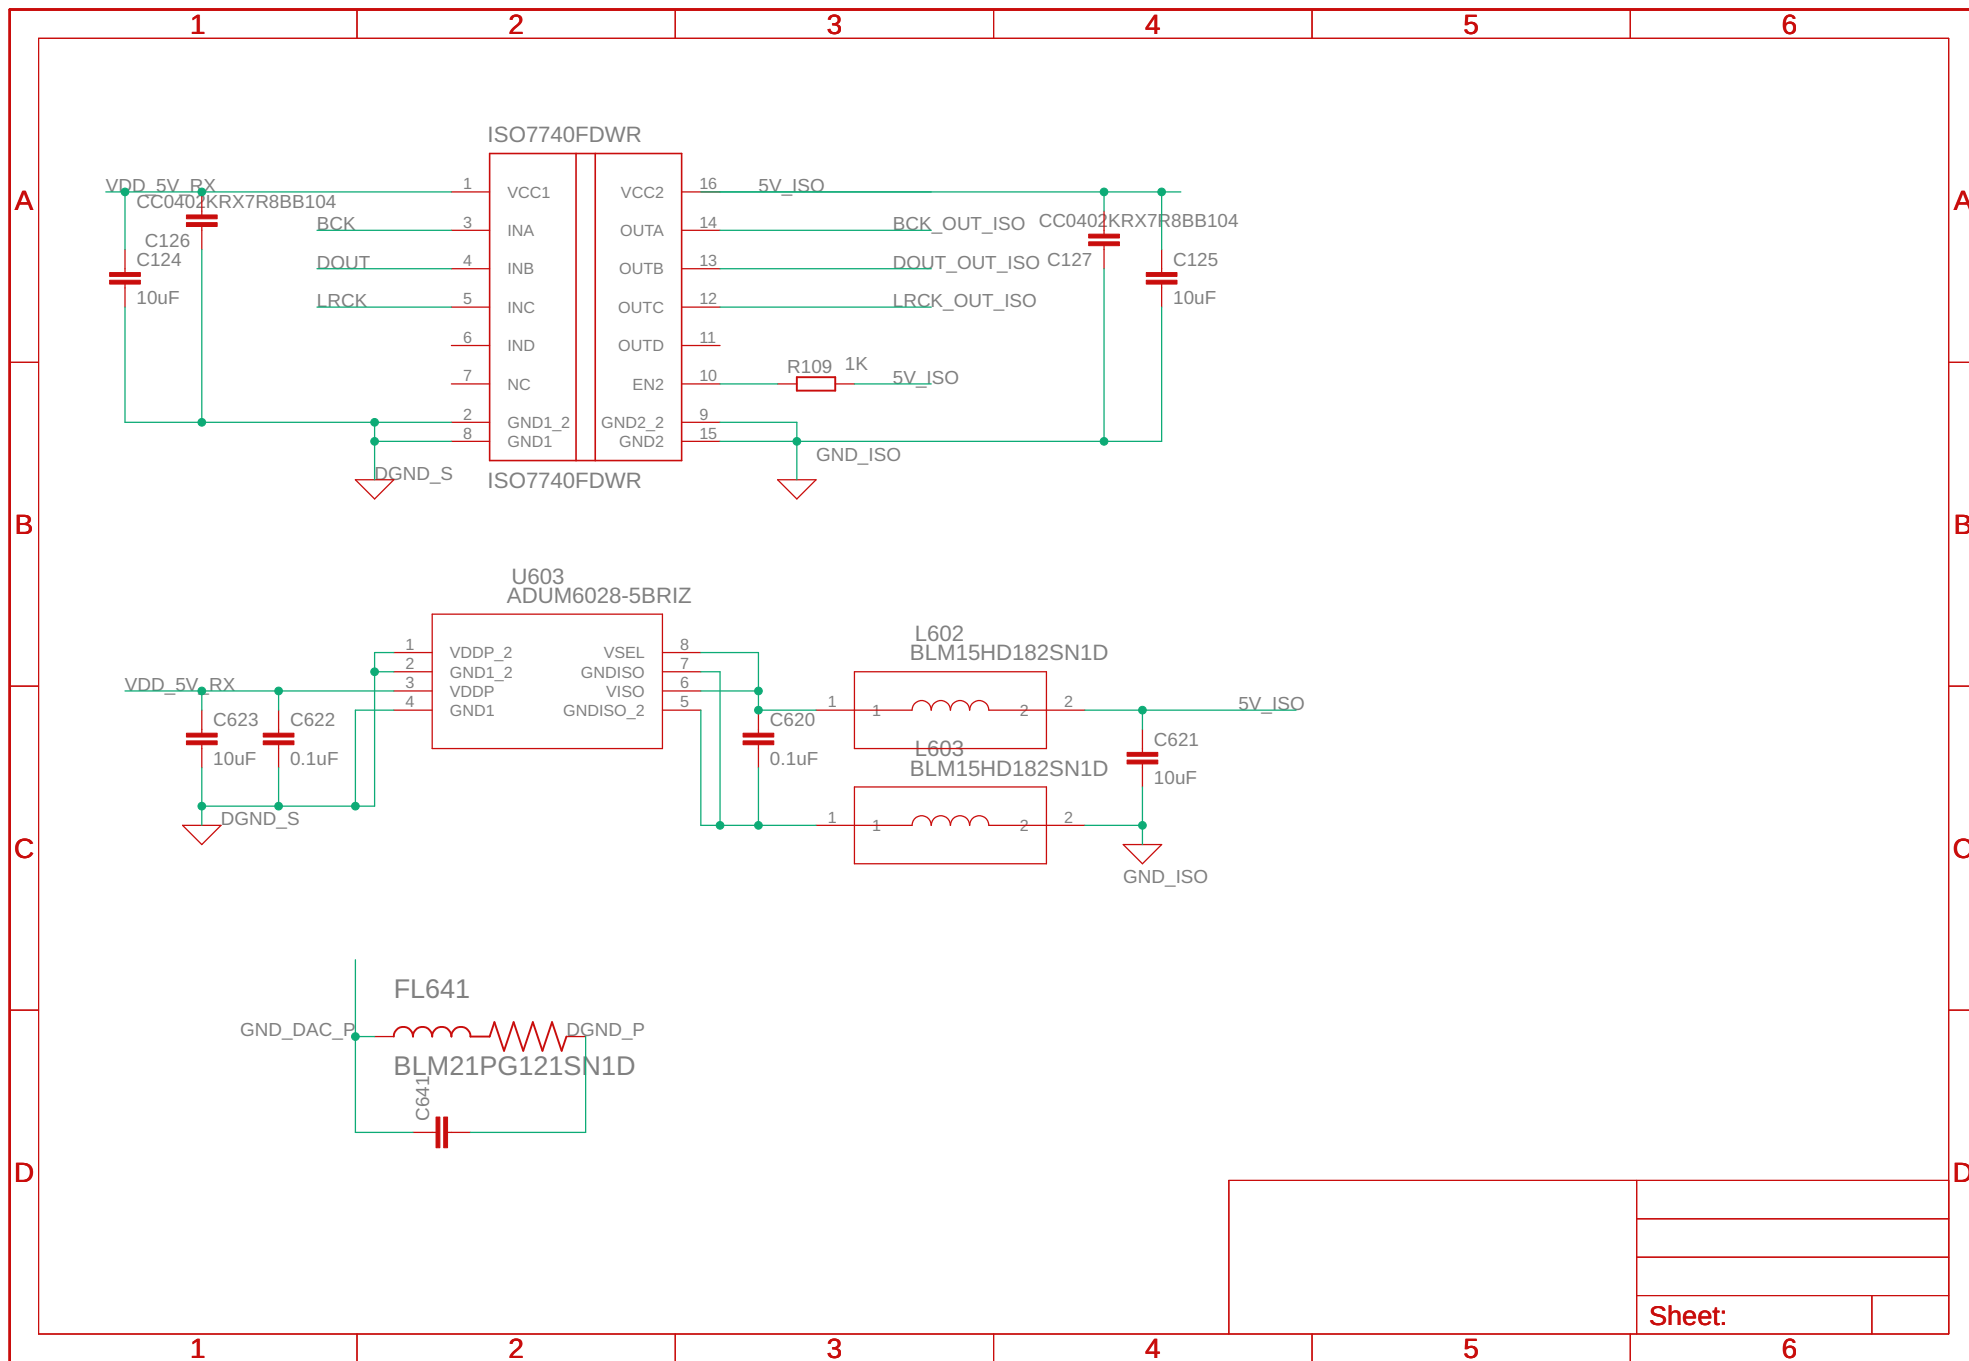 1 2 3 4 5 6
A A
ISO7740FDWR
VDD_5V_RX 1 VCC1 VCC2 16 5V_ISO
CC0402KRX7R8BB104
BCK 3 INA OUTA 14 BCK_OUT_ISO CC0402KRX7R8BB104
C126
C124
DOUT 4 INB OUTB 13 DOUT_OUT_ISO C127 C125
10uF LRCK 5 INC OUTC 12 LRCK_OUT_ISO 10uF
6 IND OUTD 11
7 NC EN2 10 R109 1K 5V_ISO
2 GND1_2 GND2_2 9
8 GND1 GND2 15
DGND_S GND_ISO
ISO7740FDWR
B B
U603
ADUM6028-5BRIZ
1 VDDP_2 VSEL 8
2 GND1_2 GNDISO 7
VDD_5V_RX 3 VDDP VISO 6
4 GND1 GNDISO_2 5
C623 C622
10uF 0.1uF
DGND_S
C620
0.1uF
L602
BLM15HD182SN1D
1 1 2 2 5V_ISO
L603
BLM15HD182SN1D
1 1 2 2
C621
10uF
GND_ISO
C C
FL641
GND_DAC_P DGND_P
BLM21PG121SN1D
C641
D D
Sheet:
1 2 3 4 5 6